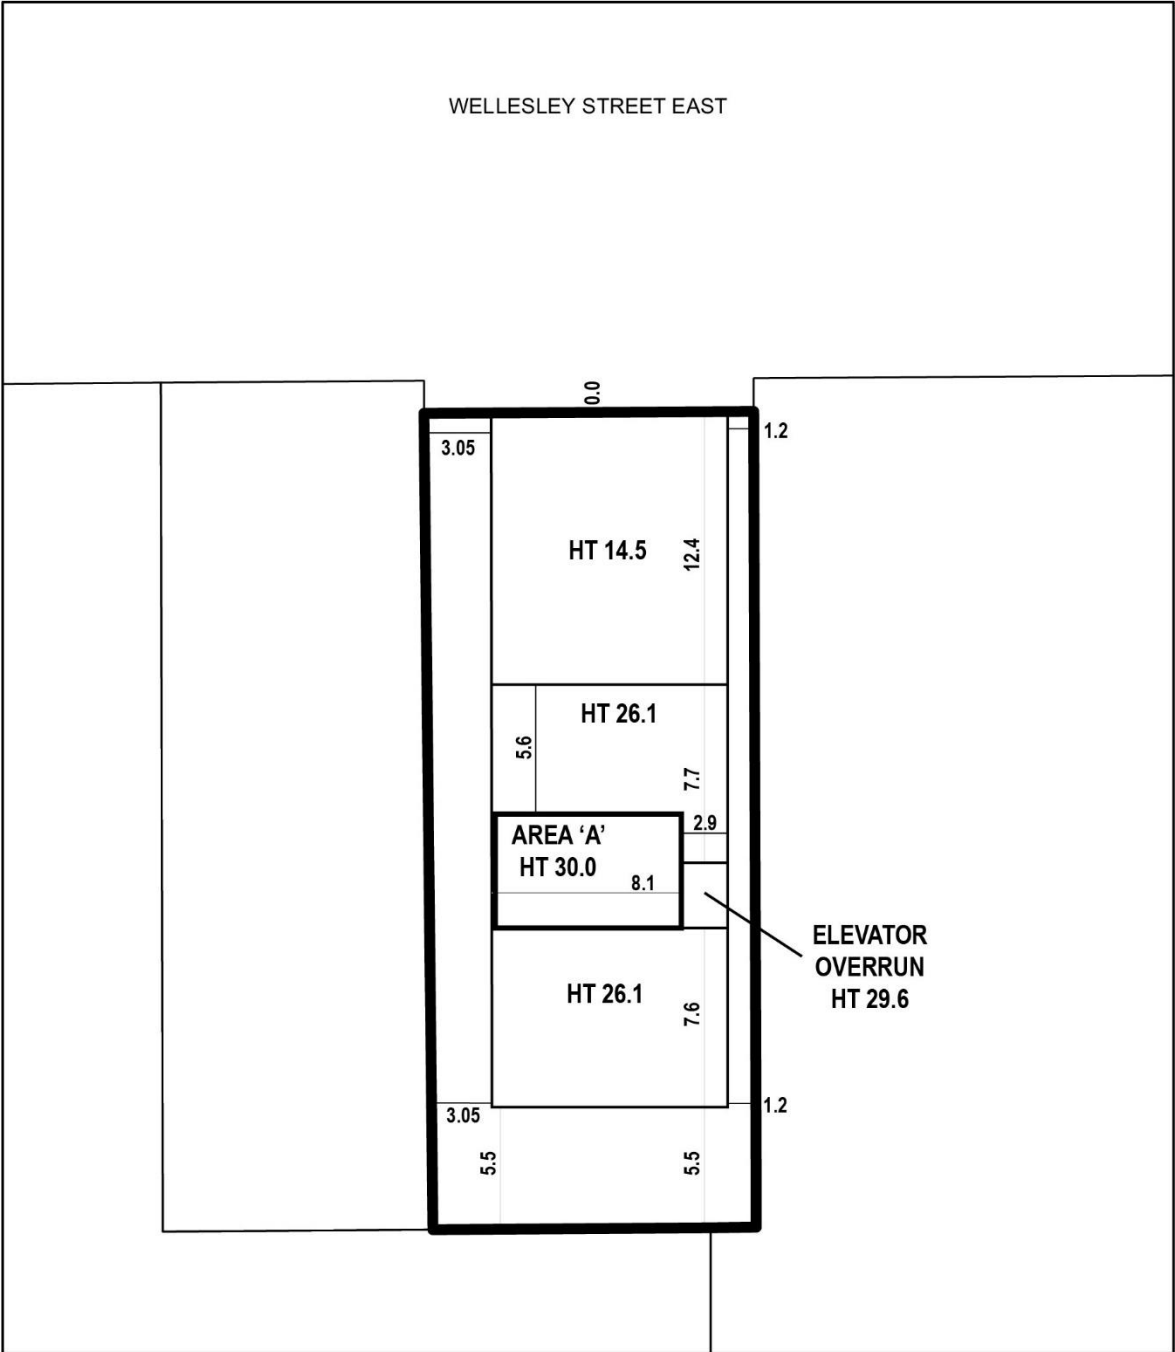 WELLESLEY STREET EAST
0.0
3.05
1.2
HT 14.5
12.4
HT 26.1
5.6
7.7
2.9
AREA ‘A’
HT 30.0
8.1
ELEVATOR
OVERRUN
HT 29.6
HT 26.1
7.6
3.05
1.2
5.5
5.5